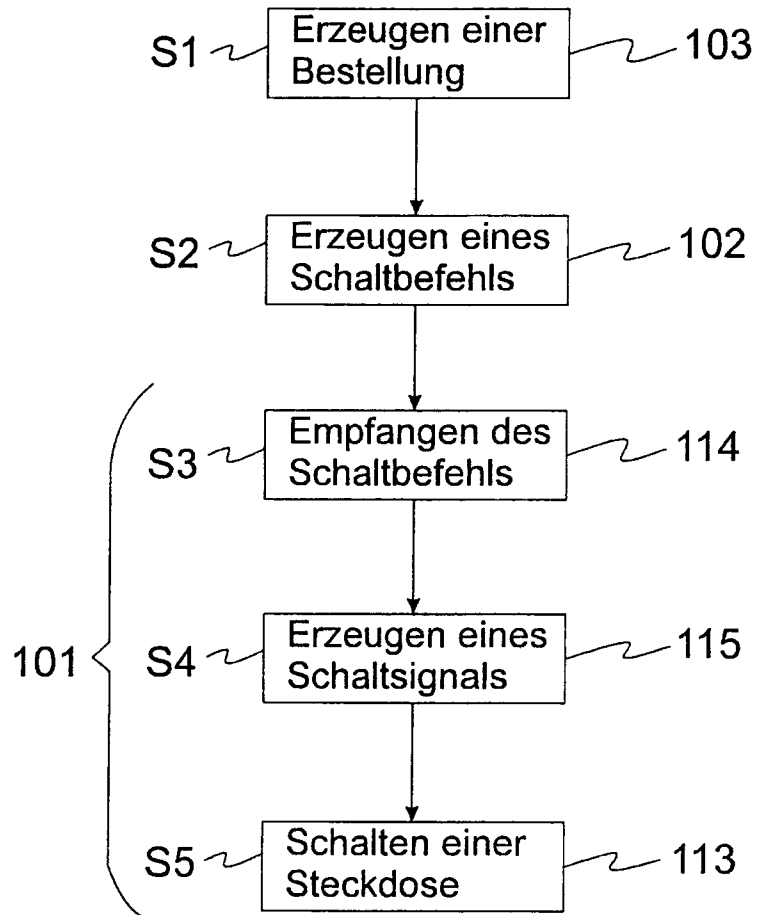 S1
Erzeugen einer
Bestellung
103
S2
Erzeugen eines
Schaltbefehls
102
S3
Empfangen des
Schaltbefehls
114
101
S4
Erzeugen eines
Schaltsignals
115
S5
Schalten einer
Steckdose
113